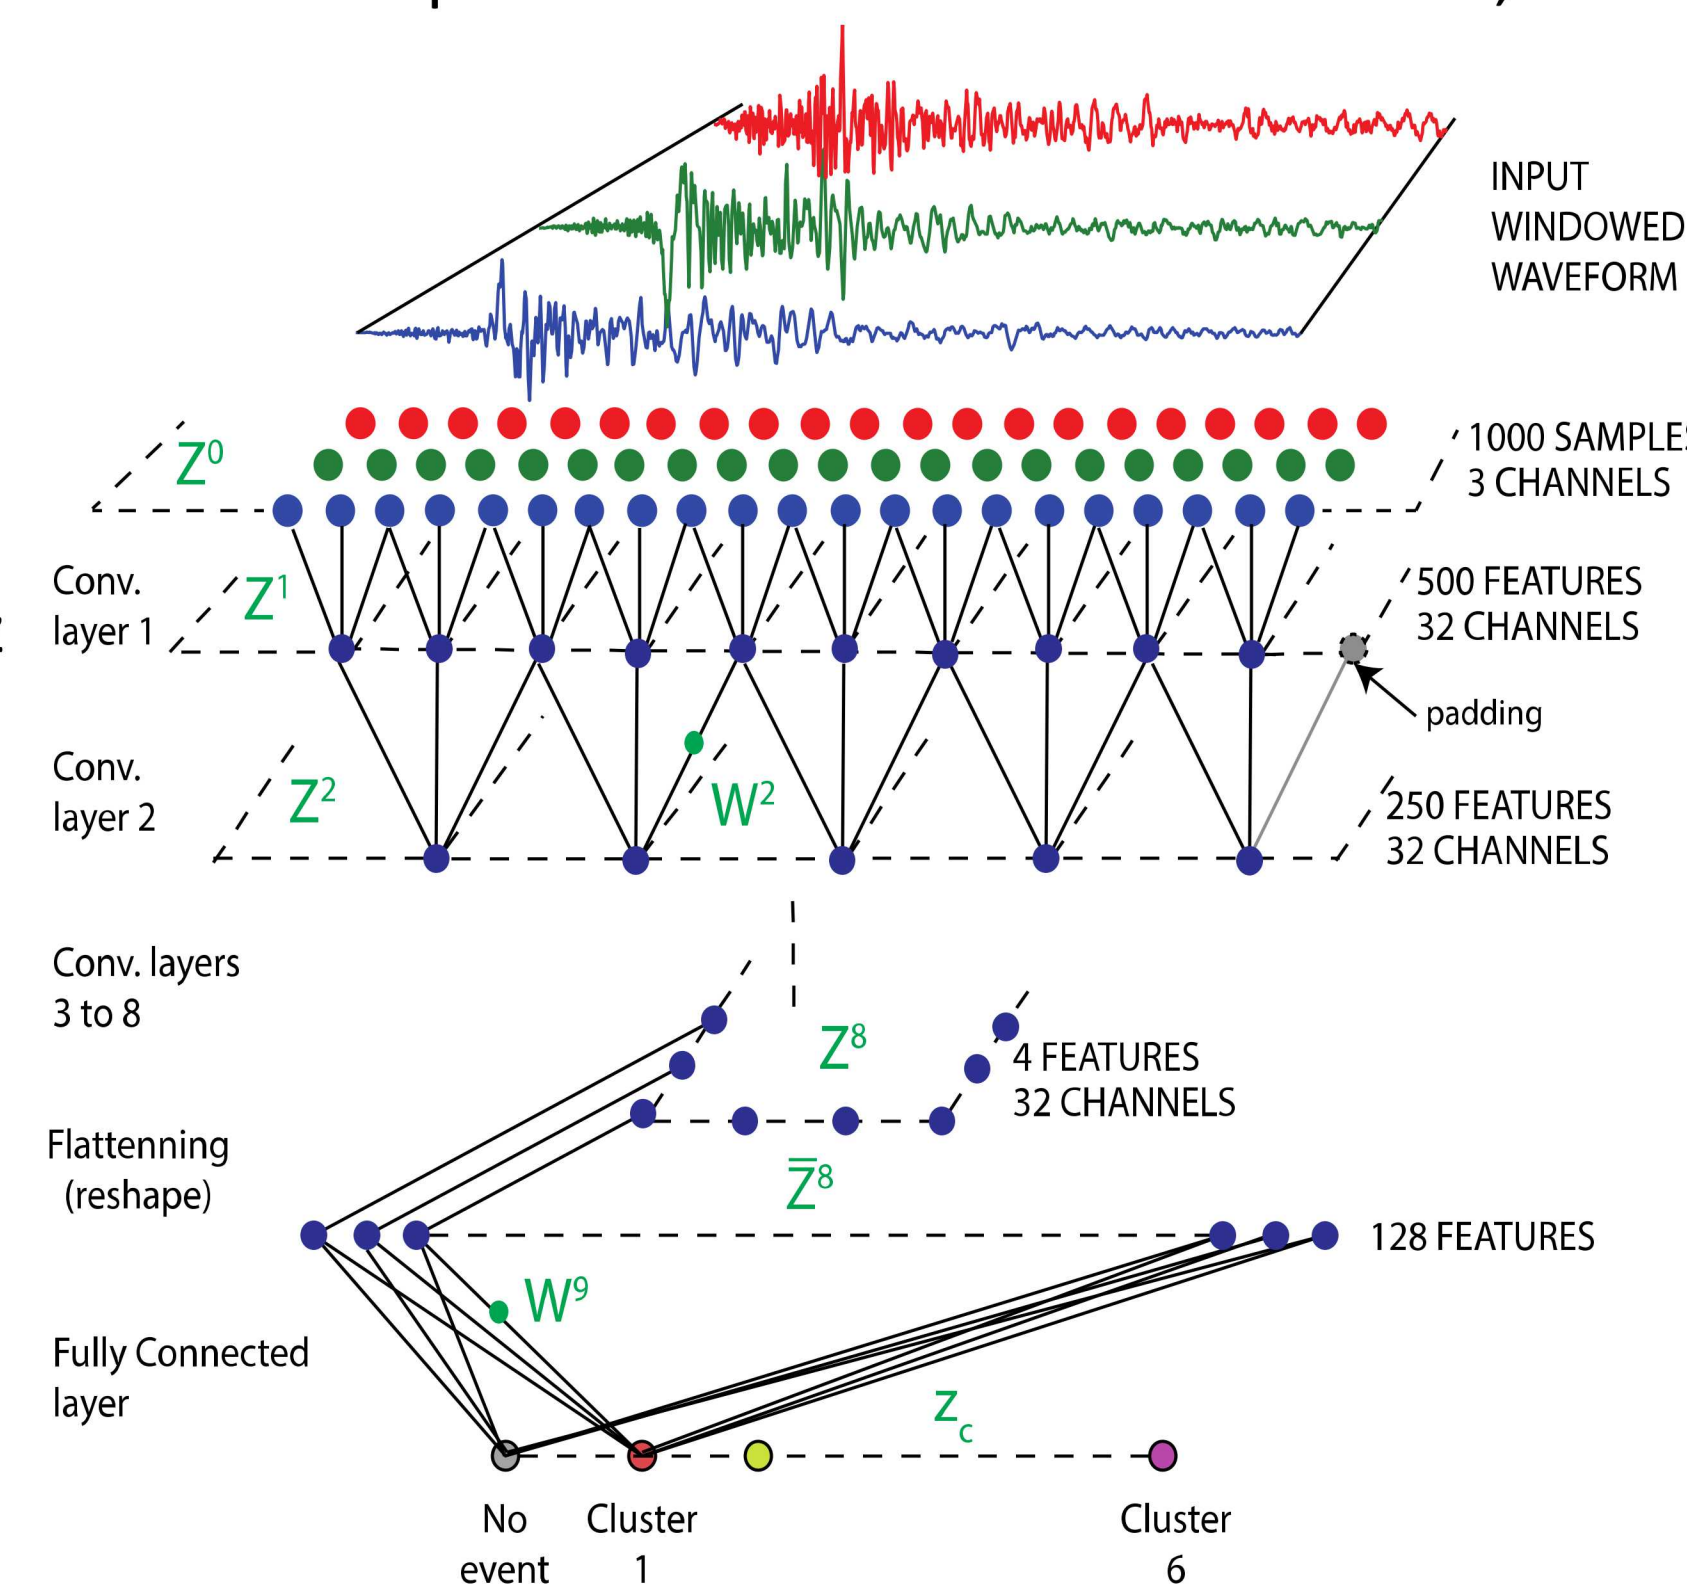 INPUT
WINDOWED
WAVEFORM
Z⁰
1000 SAMPLES
3 CHANNELS
Conv.
layer 1
Z¹
500 FEATURES
32 CHANNELS
padding
Conv.
layer 2
Z²
W²
250 FEATURES
32 CHANNELS
Conv. layers
3 to 8
Z⁸
4 FEATURES
32 CHANNELS
Flattenning
(reshape)
Z̅⁸
128 FEATURES
W⁹
Fully Connected
layer
z_c
No
event
Cluster
1
Cluster
6